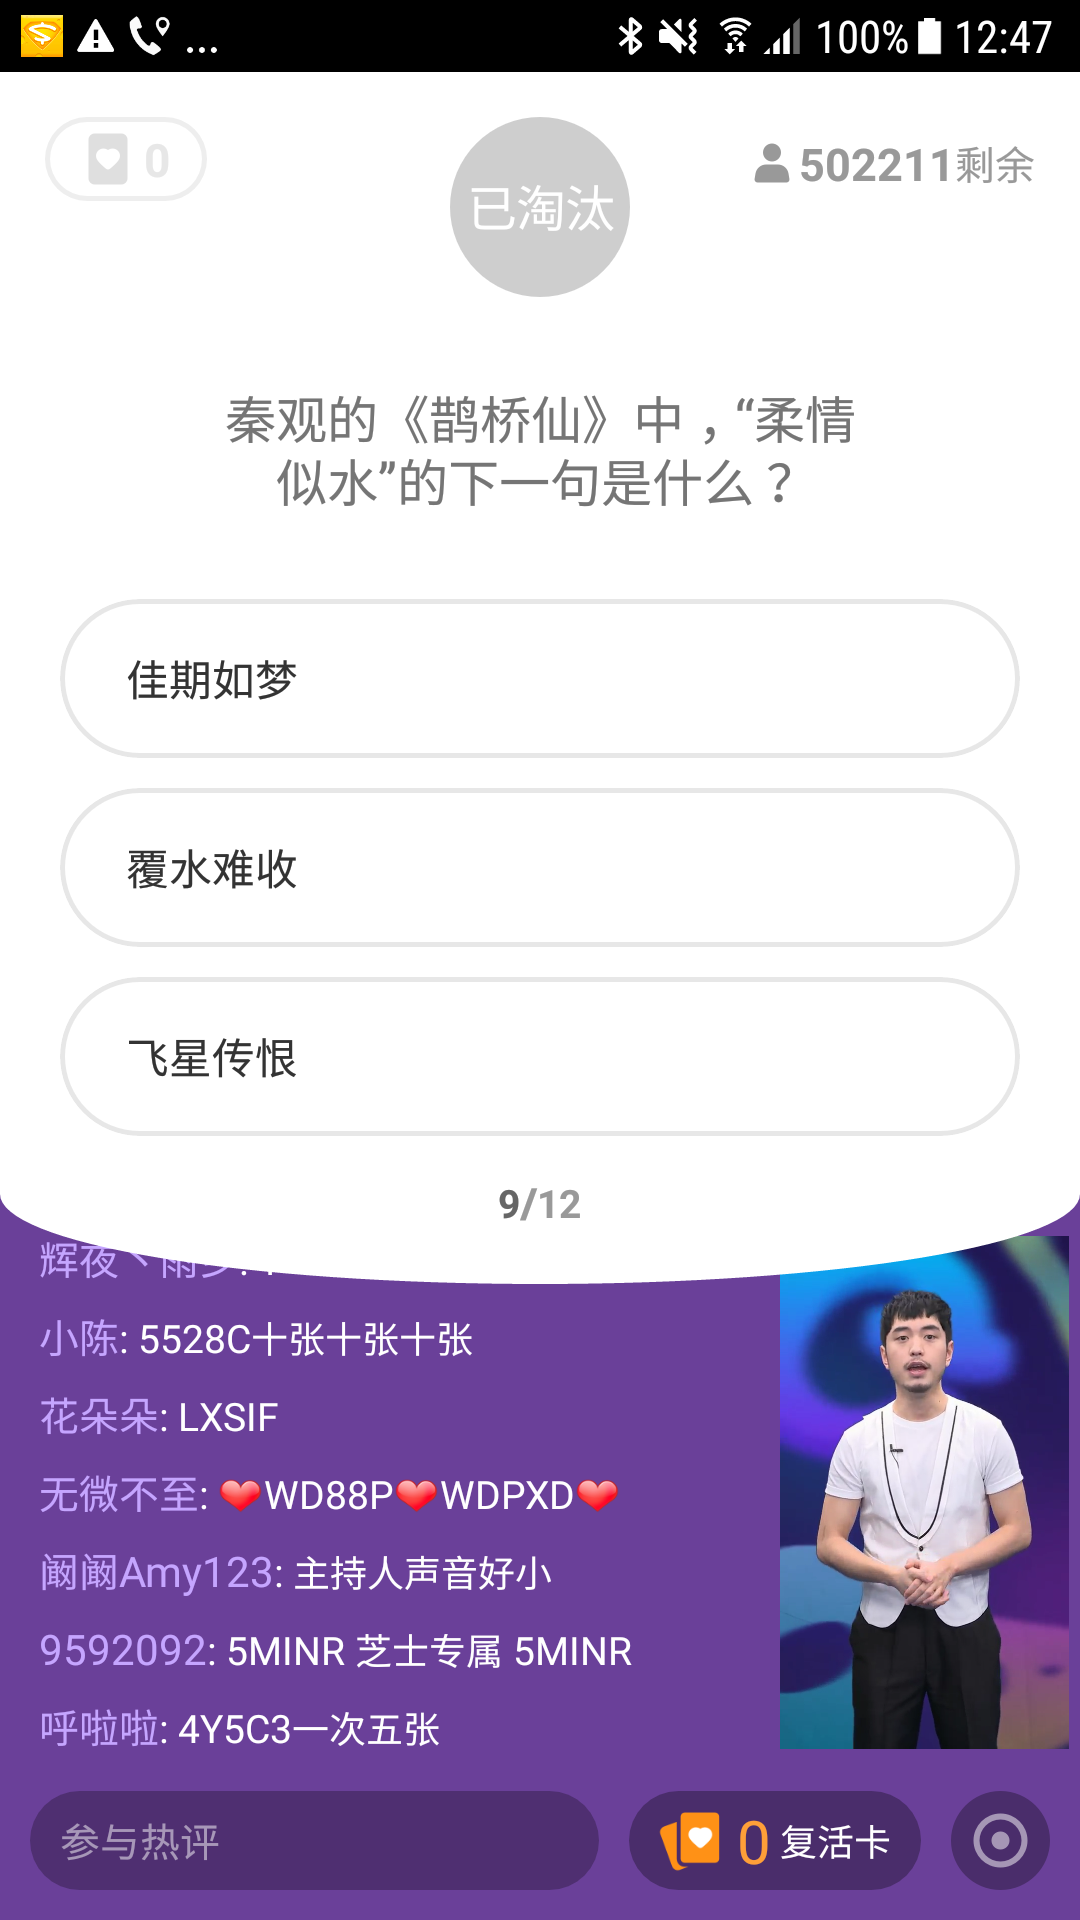 ... 100% 12:47
0
已淘汰
502211剩余
秦观的《鹊桥仙》中，“柔情
似水”的下一句是什么？
佳期如梦
覆水难收
飞星传恨
9/12
小陈: 5528C十张十张十张
花朵朵: LXSIF
无微不至: ❤WD88P❤WDPXD❤
阚阚Amy123: 主持人声音好小
9592092: 5MINR 芝士专属 5MINR
呼啦啦: 4Y5C3一次五张
参与热评
0 复活卡